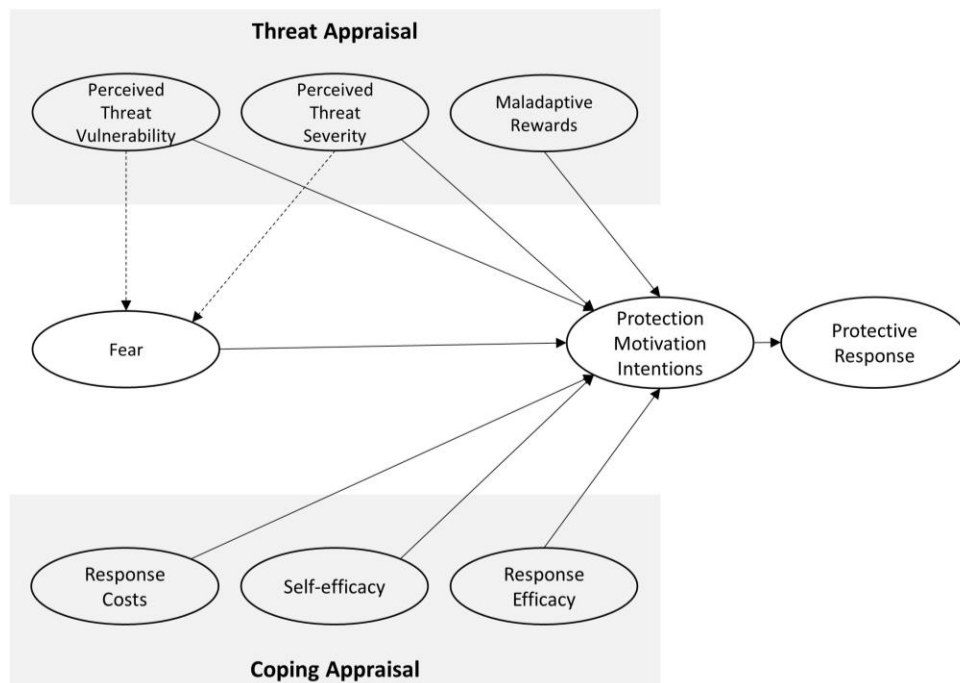 Threat Appraisal
Perceived
Threat
Vulnerability
Perceived
Threat
Severity
Maladaptive
Rewards
Fear
Protection
Motivation
Intentions
Protective
Response
Response
Costs
Self-efficacy
Response
Efficacy
Coping Appraisal